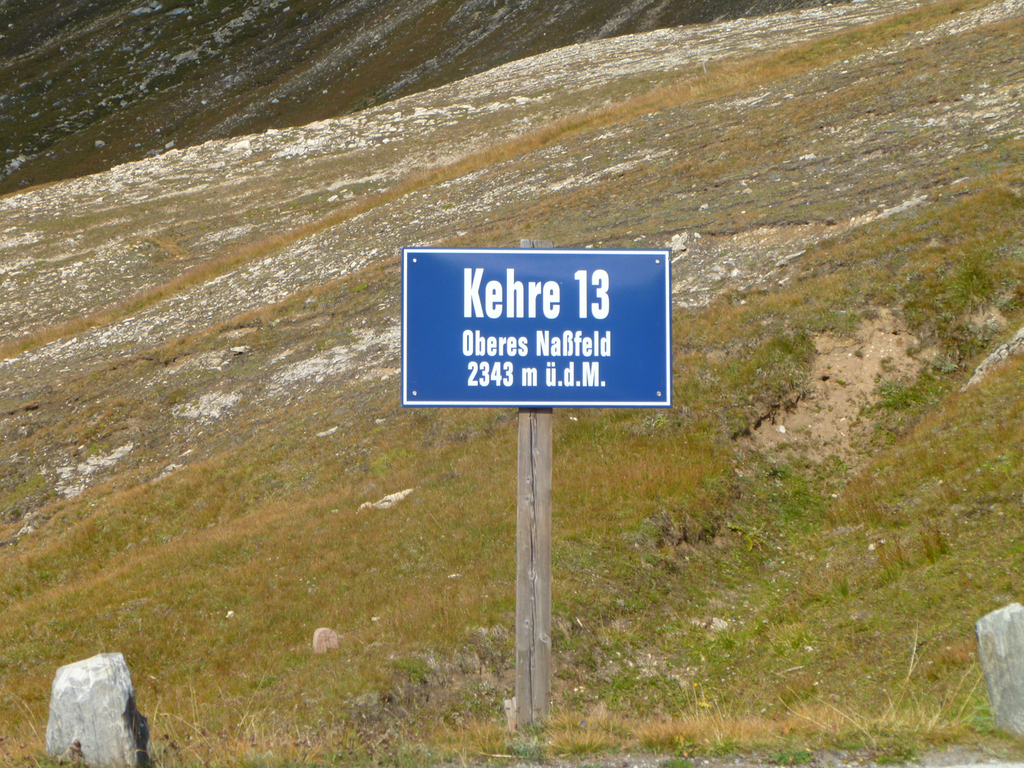 Kehre 13
Oberes Naßfeld
2343 m ü.d.M.